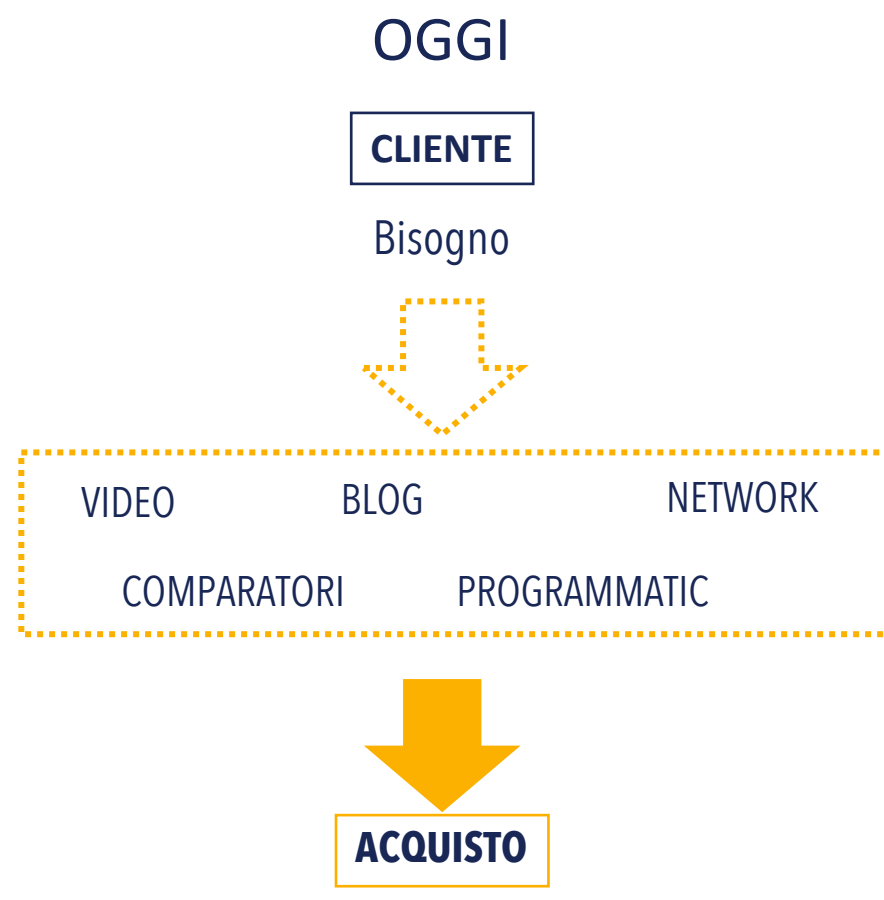 OGGI
CLIENTE
Bisogno
VIDEO BLOG NETWORK
COMPARATORI PROGRAMMATIC
ACQUISTO